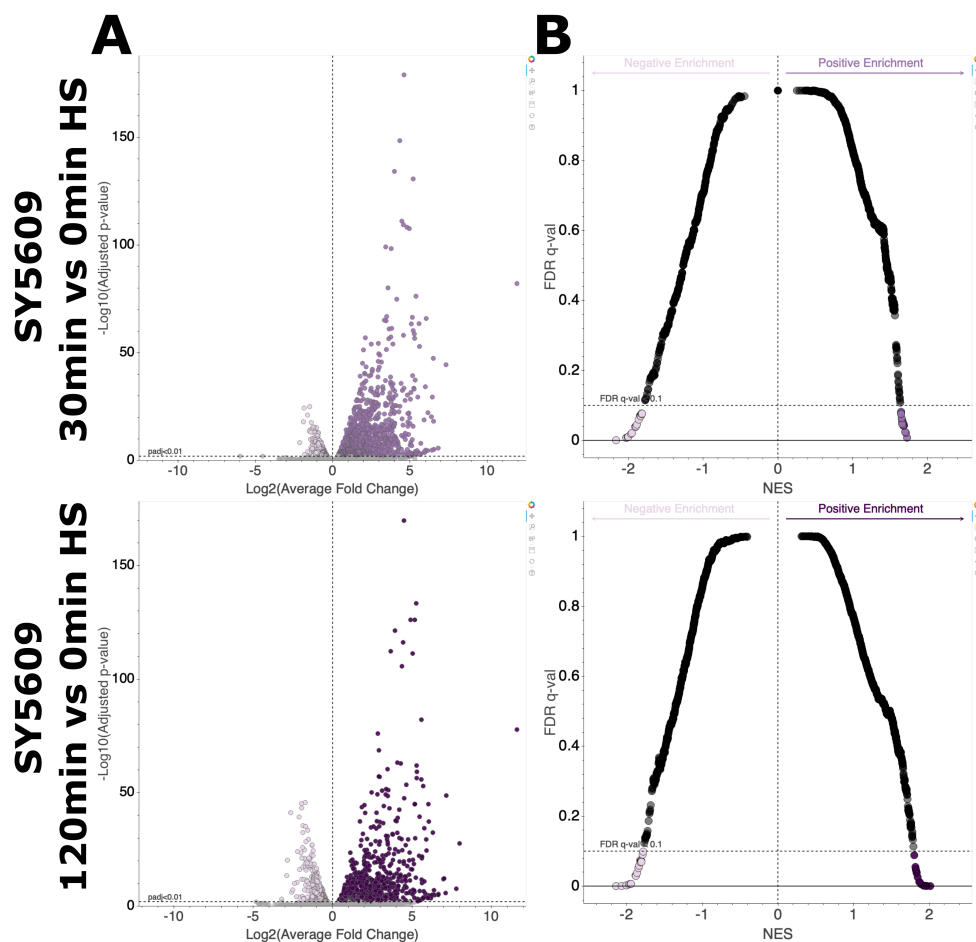 A
B
SY5609
30min vs 0min HS
-Log10(Adjusted p-value)
150
100
50
0
padj<0.01
-10
-5
0
5
10
Log2(Average Fold Change)
Negative Enrichment
Positive Enrichment
FDR q-val
1
0.8
0.6
0.4
0.2
0
FDR q-val 0.1
-2
-1
0
1
2
NES
SY5609
120min vs 0min HS
-Log10(Adjusted p-value)
150
100
50
0
padj<0.01
-10
-5
0
5
10
Log2(Average Fold Change)
Negative Enrichment
Positive Enrichment
FDR q-val
1
0.8
0.6
0.4
0.2
0
FDR q-val 0.1
-2
-1
0
1
2
NES